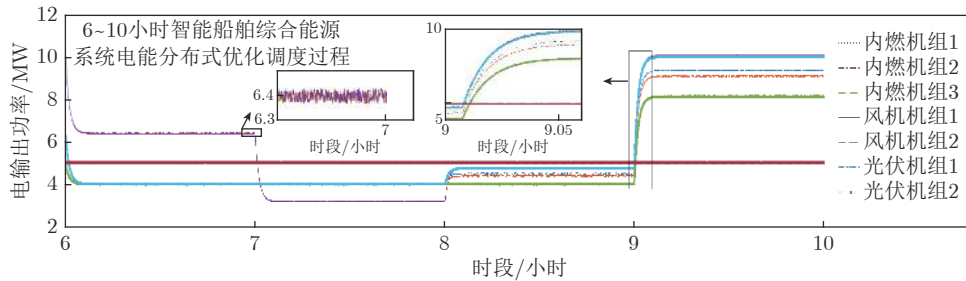 6~10小时智能船舶综合能源
系统电能分布式优化调度过程
电输出功率/MW
12
10
8
6
4
2
6
7
8
9
10
时段/小时
6.4
6.3
7
时段/小时
10
5
5
9
9.05
时段/小时
内燃机组1
内燃机组2
内燃机组3
风机机组1
风机机组2
光伏机组1
光伏机组2